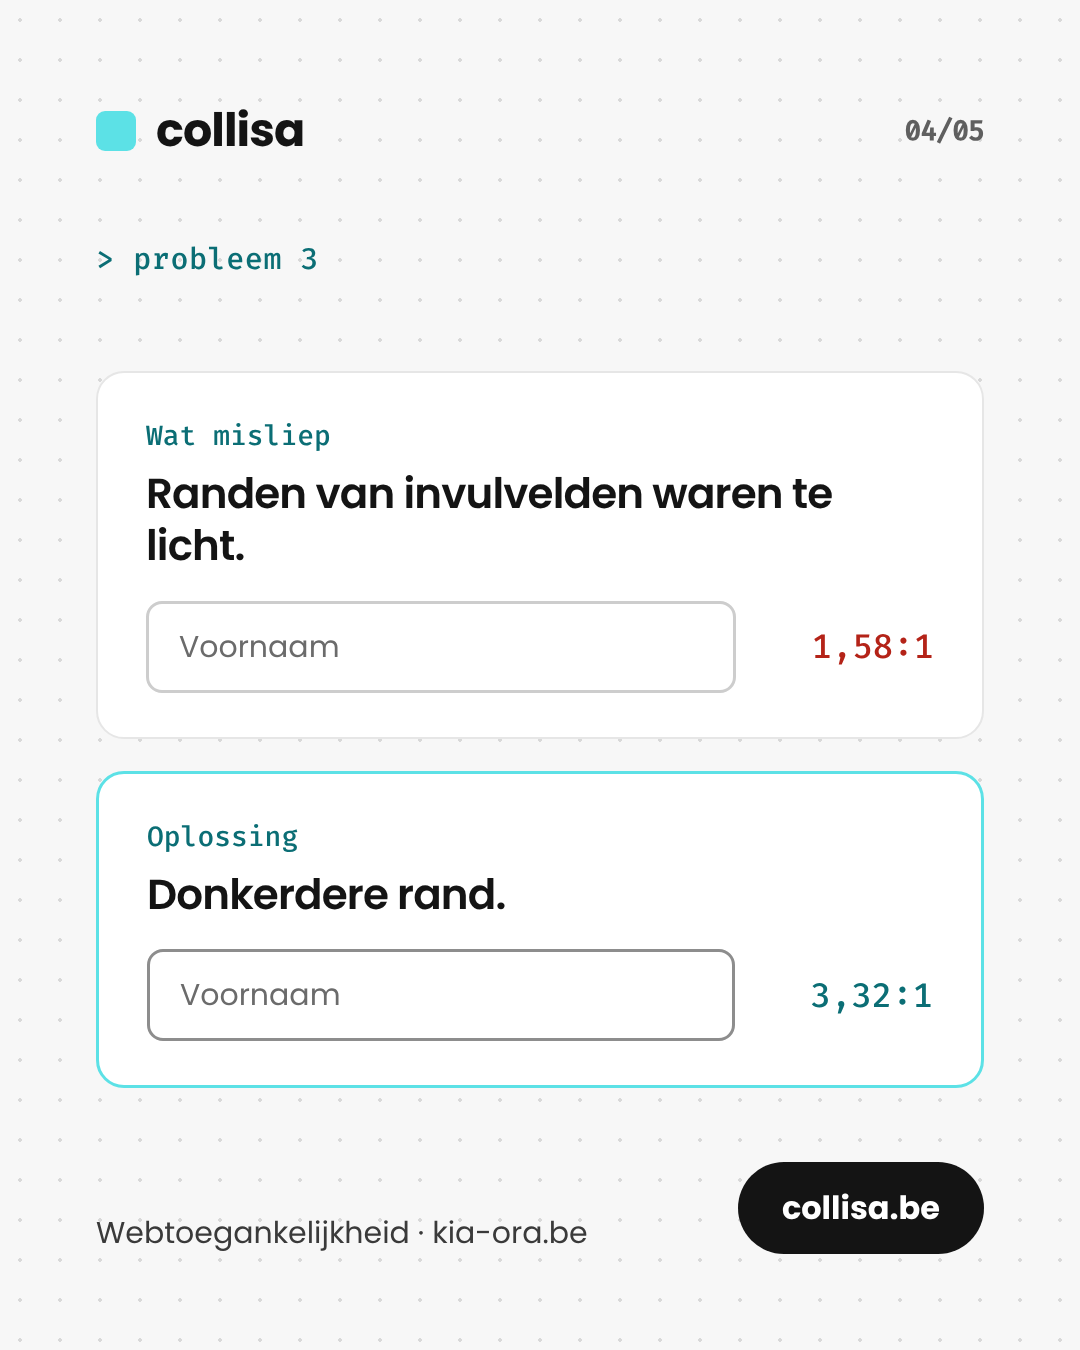 collisa
04/05
> probleem 3
Wat misliep
Randen van invulvelden waren te
licht.
Voornaam
1,58:1
Oplossing
Donkerdere rand.
Voornaam
3,32:1
Webtoegankelijkheid · kia-ora.be
collisa.be